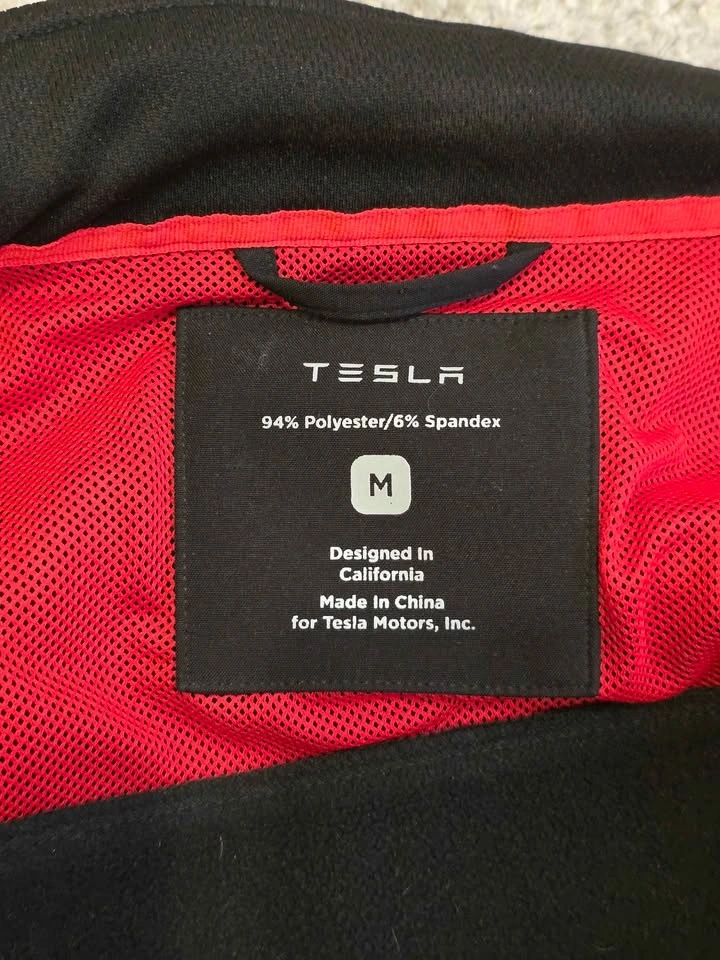 TESLA
94% Polyester/6% Spandex
M
Designed In
California
Made In China
for Tesla Motors, Inc.